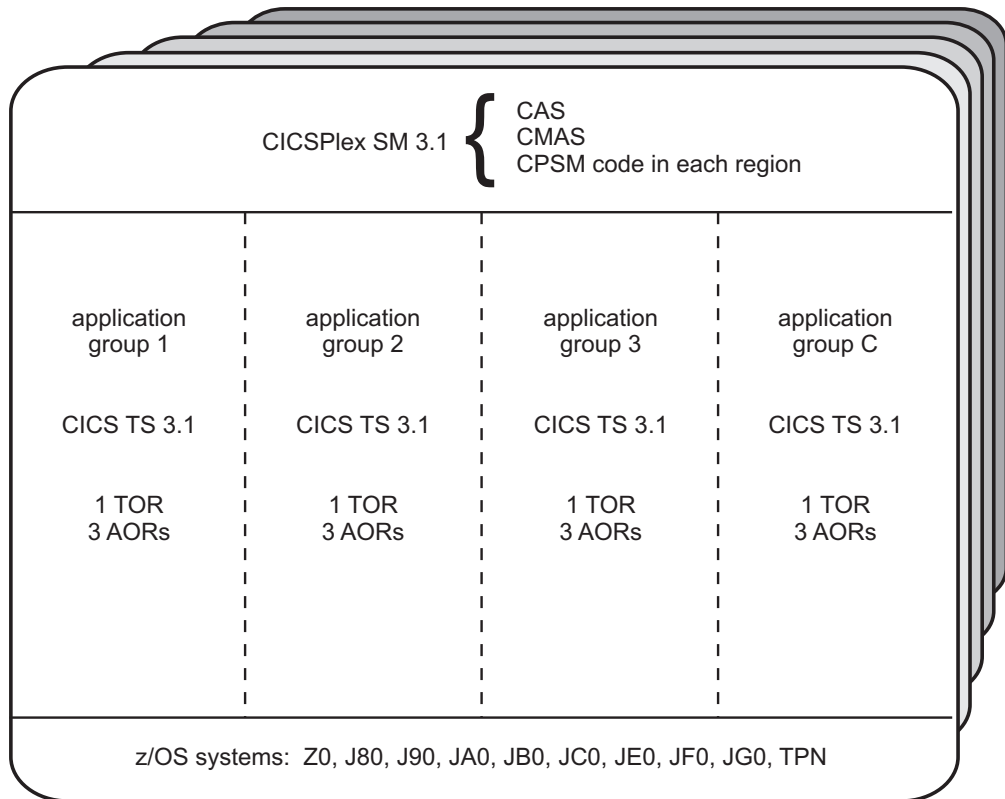 CICSPlex SM 3.1
CAS
CMAS
CPSM code in each region
application
group 1
CICS TS 3.1
1 TOR
3 AORs
application
group 2
CICS TS 3.1
1 TOR
3 AORs
application
group 3
CICS TS 3.1
1 TOR
3 AORs
application
group C
CICS TS 3.1
1 TOR
3 AORs
z/OS systems: Z0, J80, J90, JA0, JB0, JC0, JE0, JF0, JG0, TPN